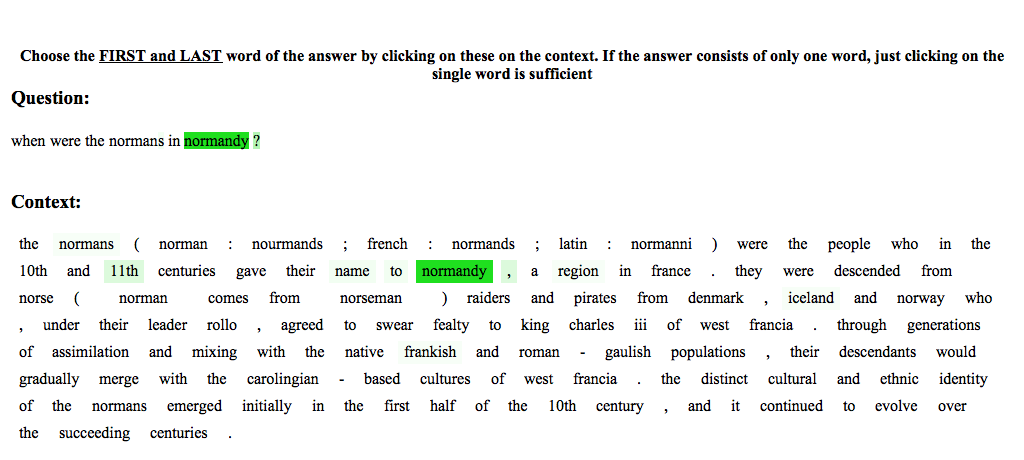 Choose the FIRST and LAST word of the answer by clicking on these on the context. If the answer consists of only one word, just clicking on the
single word is sufficient
Question:
when were the normans in normandy ?
Context:
the normans ( norman : nourmands ; french : normands ; latin : normanni ) were the people who in the
10th and 11th centuries gave their name to normandy , a region in france . they were descended from
norse ( norman comes from norseman ) raiders and pirates from denmark , iceland and norway who
, under their leader rollo , agreed to swear fealty to king charles iii of west francia . through generations
of assimilation and mixing with the native frankish and roman - gaulish populations , their descendants would
gradually merge with the carolingian - based cultures of west francia . the distinct cultural and ethnic identity
of the normans emerged initially in the first half of the 10th century , and it continued to evolve over
the succeeding centuries .